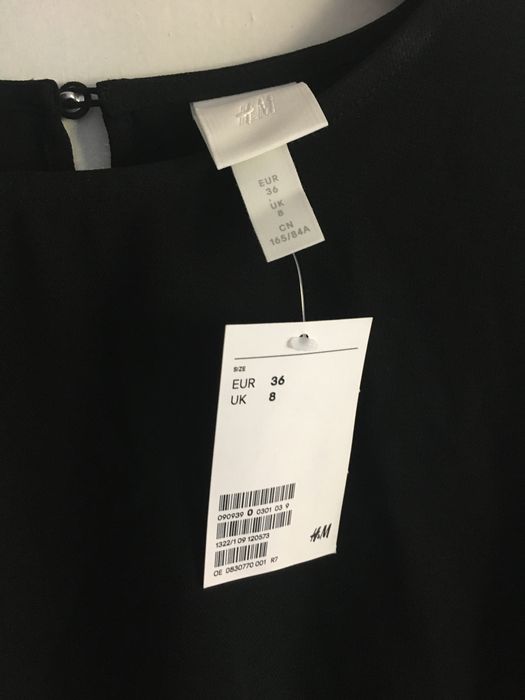 H&M
EUR
36
UK
8
CN
165/84A
SIZE
EUR 36
UK 8
090939 0 0301 03 9
1322/1 09 120573
OE 0830770 001 R7
H&M